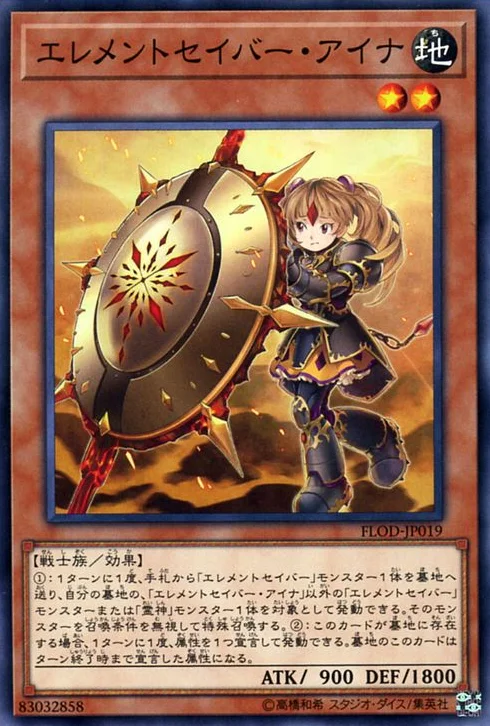 エレメントセイバー・アイナ
地
FLOD-JP019
【戦士族／効果】
①：1ターンに1度、手札から「エレメントセイバー」モンスター1体を墓地へ
送り、自分の墓地の、「エレメントセイバー・アイナ」以外の「エレメントセイバー」
モンスターまたは「霊神」モンスター1体を対象として発動できる。そのモン
スターを召喚条件を無視して特殊召喚する。②：このカードが墓地に存在
する場合、1ターンに1度、属性を1つ宣言して発動できる。墓地のこのカードは
ターン終了時まで宣言した属性になる。
ATK/ 900 DEF/1800
83032858
©高橋和希 スタジオ・ダイス/集英社